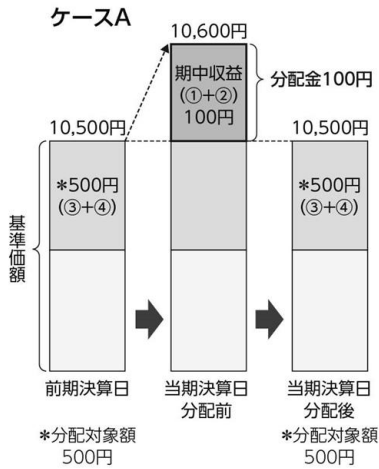 ケースA
10,600円
期中収益
(①+②)
100円
分配金100円
10,500円
10,500円
*500円
(③+④)
*500円
(③+④)
基準価額
前期決算日
当期決算日
分配前
当期決算日
分配後
*分配対象額
500円
*分配対象額
500円